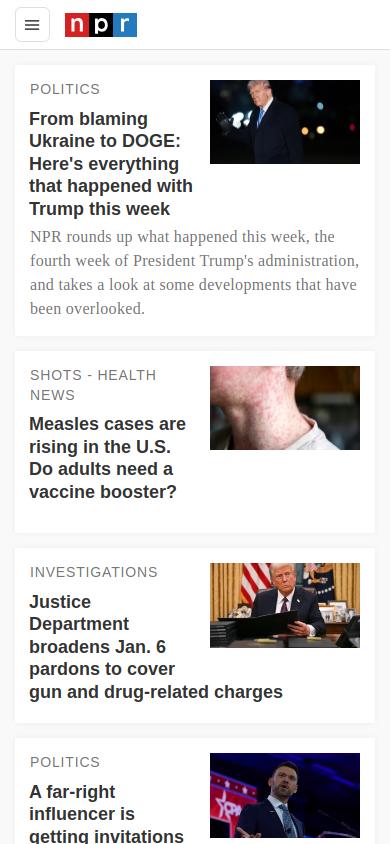 npr
POLITICS
From blaming
Ukraine to DOGE:
Here's everything
that happened with
Trump this week
NPR rounds up what happened this week, the
fourth week of President Trump's administration,
and takes a look at some developments that have
been overlooked.
SHOTS - HEALTH
NEWS
Measles cases are
rising in the U.S.
Do adults need a
vaccine booster?
INVESTIGATIONS
Justice
Department
broadens Jan. 6
pardons to cover
gun and drug-related charges
POLITICS
A far-right
influencer is
getting invitations
CPAC